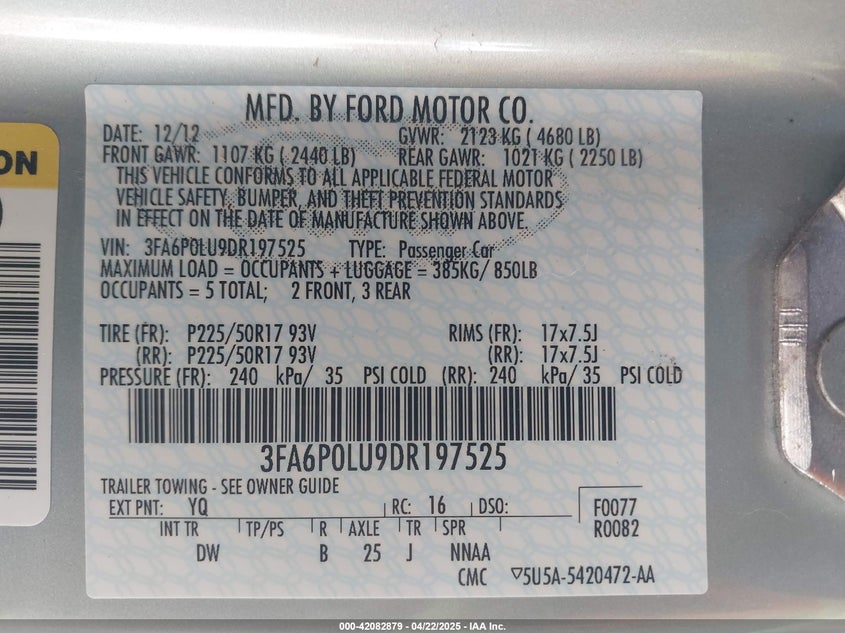 MFD. BY FORD MOTOR CO.
DATE: 12/12 GVWR: 2123 KG ( 4680 LB)
FRONT GAWR: 1107 KG ( 2440 LB) REAR GAWR: 1021 KG ( 2250 LB)
THIS VEHICLE CONFORMS TO ALL APPLICABLE FEDERAL MOTOR
VEHICLE SAFETY, BUMPER, AND THEFT PREVENTION STANDARDS
IN EFFECT ON THE DATE OF MANUFACTURE SHOWN ABOVE.
VIN: 3FA6P0LU9DR197525 TYPE: Passenger Car
MAXIMUM LOAD = OCCUPANTS + LUGGAGE = 385KG/ 850LB
OCCUPANTS = 5 TOTAL; 2 FRONT, 3 REAR
TIRE (FR): P225/50R17 93V RIMS (FR): 17x7.5J
(RR): P225/50R17 93V (RR): 17x7.5J
PRESSURE (FR): 240 kPa/ 35 PSI COLD (RR): 240 kPa/ 35 PSI COLD
3FA6P0LU9DR197525
TRAILER TOWING - SEE OWNER GUIDE
EXT PNT: YQ RC: 16 DSO: F0077
INT TR TP/PS R AXLE TR SPR R0082
DW B 25 J NNAA
CMC ▽5U5A-5420472-AA
ON
000-42082879 - 04/22/2025 - IAA Inc.